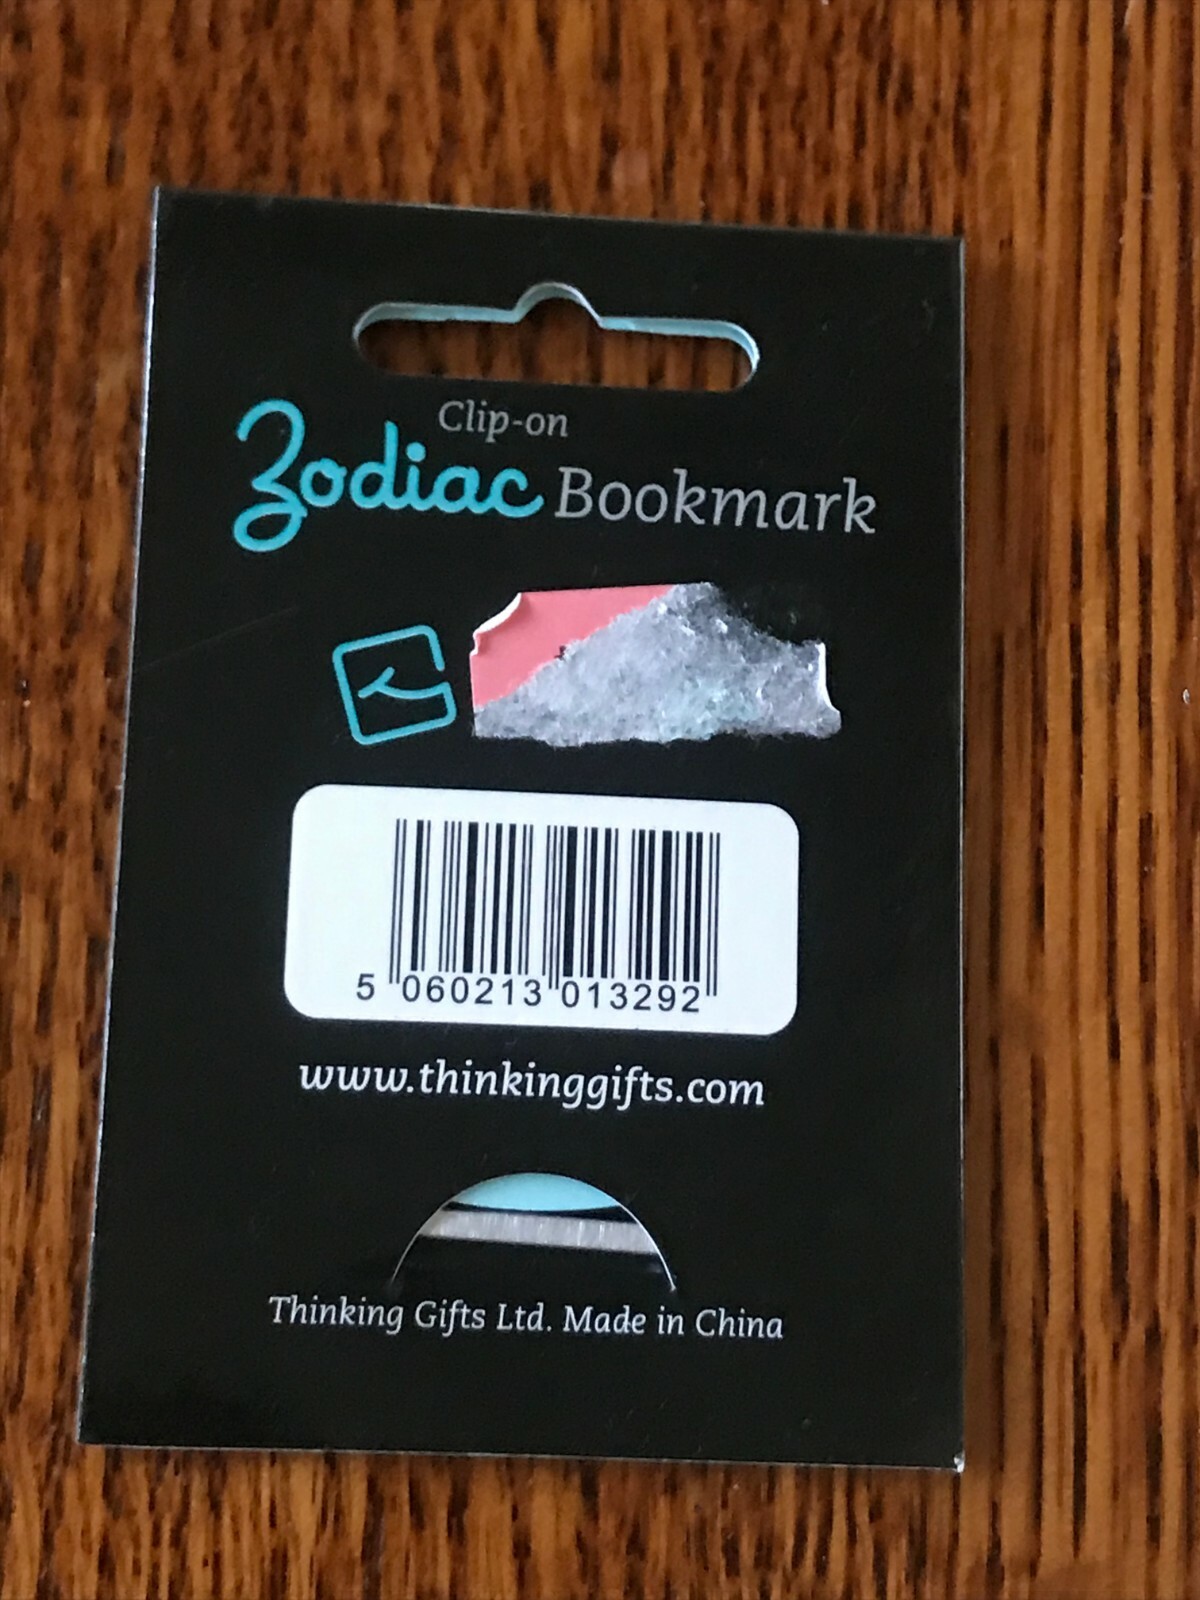 Clip-on
Zodiac Bookmark
5 060213 013292
www.thinkinggifts.com
Thinking Gifts Ltd. Made in China